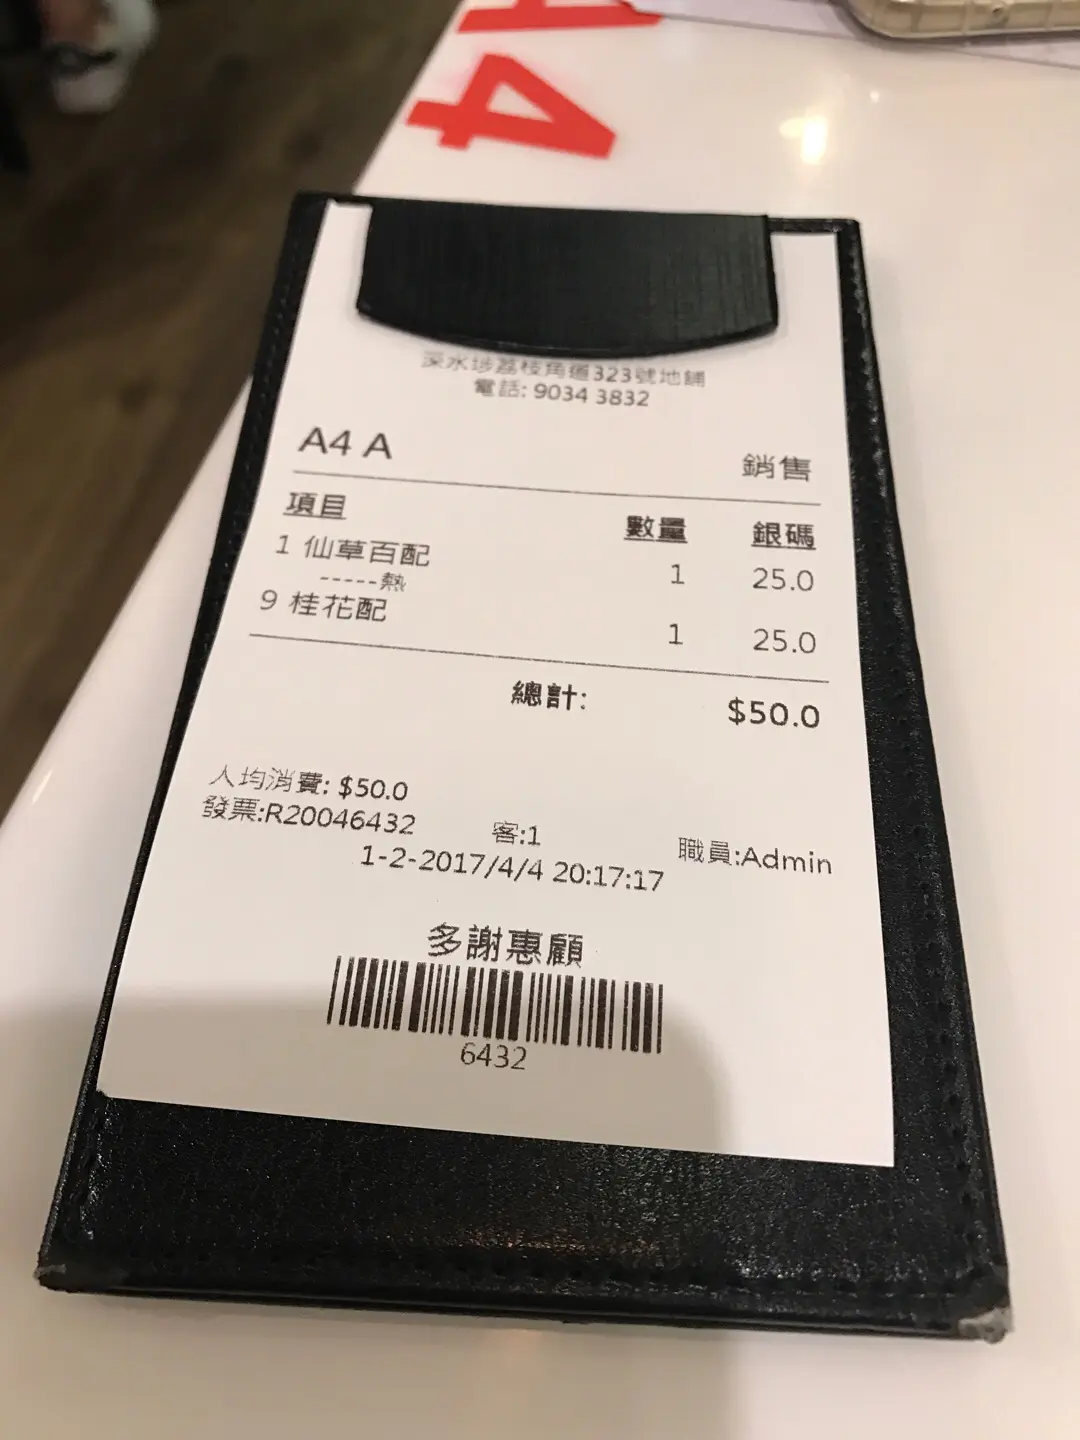 A4
深水埗荔枝角道323號地舖
電話: 9034 3832
A4 A
銷售
項目 數量 銀碼
1 仙草百配 1 25.0
-----熱
9 桂花配 1 25.0
總計: $50.0
人均消費: $50.0
發票:R20046432 客:1 職員:Admin
1-2-2017/4/4 20:17:17
多謝惠顧
6432